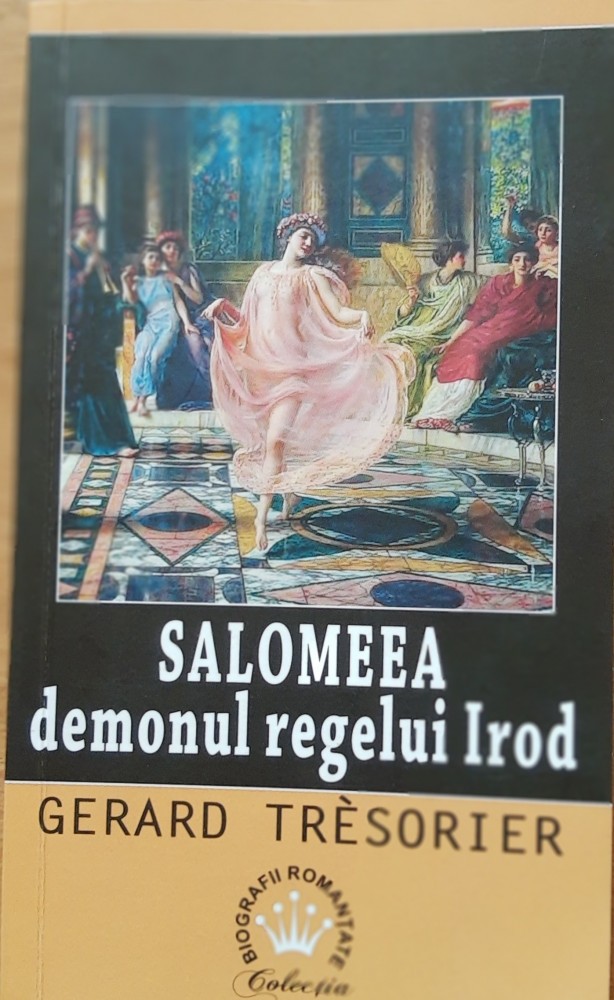 SALOMEEA
demonul regelui Irod
GERARD TRÈSORIER
BIOGRAFII ROMANTATE
Colecția